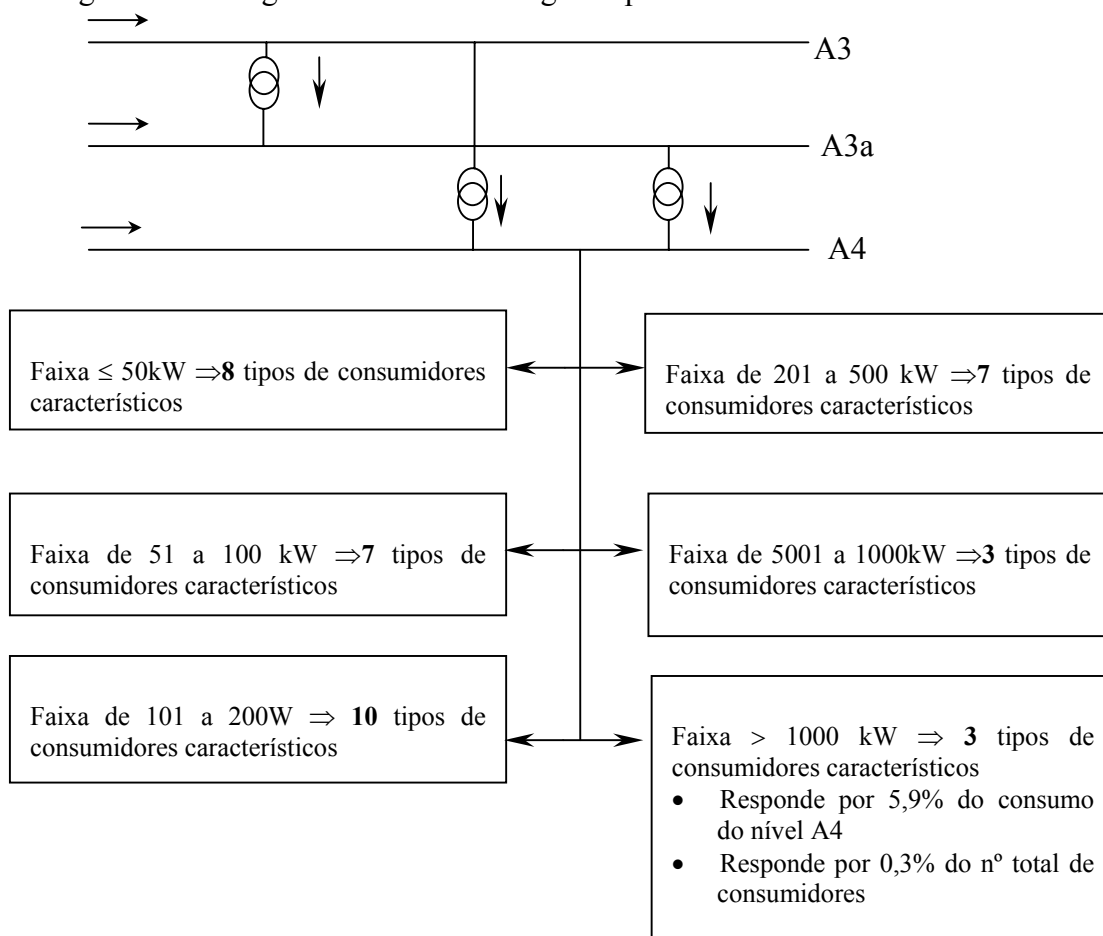 A3
A3a
A4
Faixa ≤ 50kW ⇒8 tipos de consumidores
característicos
Faixa de 201 a 500 kW ⇒7 tipos de
consumidores característicos
Faixa de 51 a 100 kW ⇒7 tipos de
consumidores característicos
Faixa de 5001 a 1000kW ⇒3 tipos de
consumidores característicos
Faixa de 101 a 200W ⇒ 10 tipos de
consumidores característicos
Faixa > 1000 kW ⇒ 3 tipos de
consumidores característicos
• Responde por 5,9% do consumo
do nível A4
• Responde por 0,3% do nº total de
consumidores